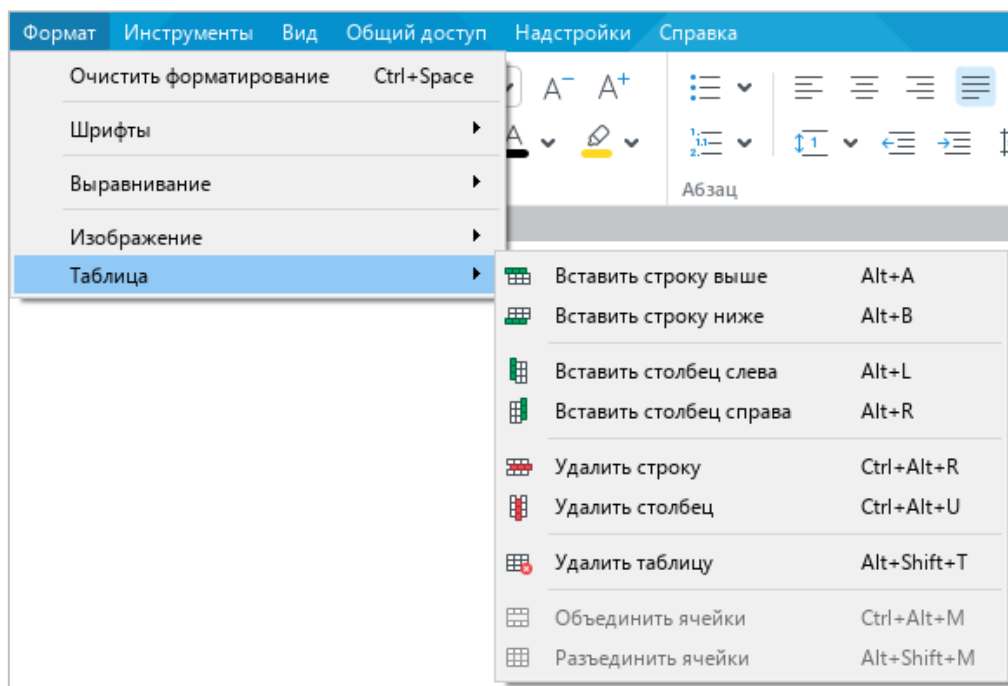 Формат Инструменты Вид Общий доступ Надстройки Справка
Очистить форматирование Ctrl+Space
Шрифты
Выравнивание
Изображение
Таблица
Абзац
Вставить строку выше Alt+A
Вставить строку ниже Alt+B
Вставить столбец слева Alt+L
Вставить столбец справа Alt+R
Удалить строку Ctrl+Alt+R
Удалить столбец Ctrl+Alt+U
Удалить таблицу Alt+Shift+T
Объединить ячейки Ctrl+Alt+M
Разъединить ячейки Alt+Shift+M